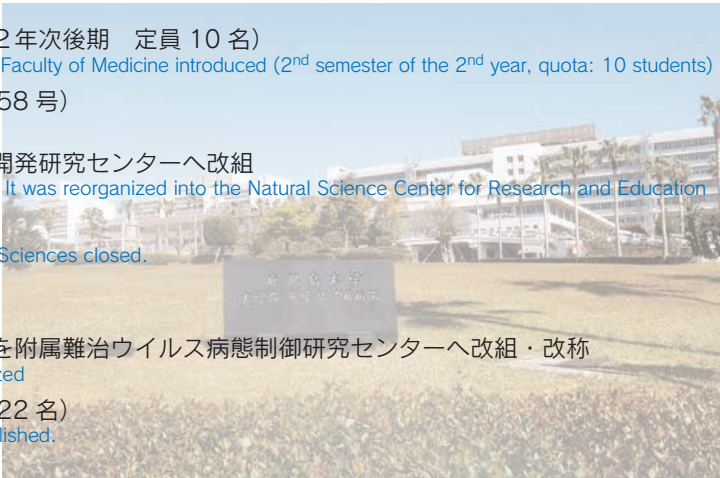 ２年次後期　定員 10 名）
Faculty of Medicine introduced (2nd semester of the 2nd year, quota: 10 students)
58 号）
開発研究センターへ改組
It was reorganized into the Natural Science Center for Research and Education
Sciences closed.
を附属難治ウイルス病態制御研究センターへ改組・改称
zed
22 名）
lished.